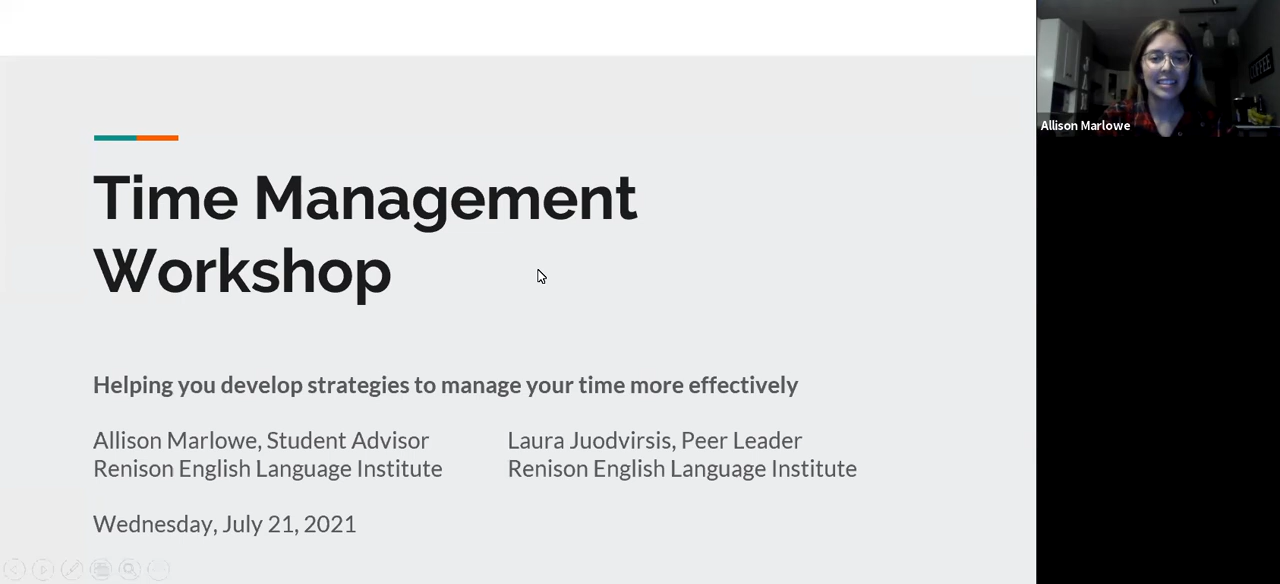 Time Management
Workshop
Helping you develop strategies to manage your time more effectively
Allison Marlowe, Student Advisor
Renison English Language Institute
Laura Juodvirsis, Peer Leader
Renison English Language Institute
Wednesday, July 21, 2021
Allison Marlowe
COFFEE